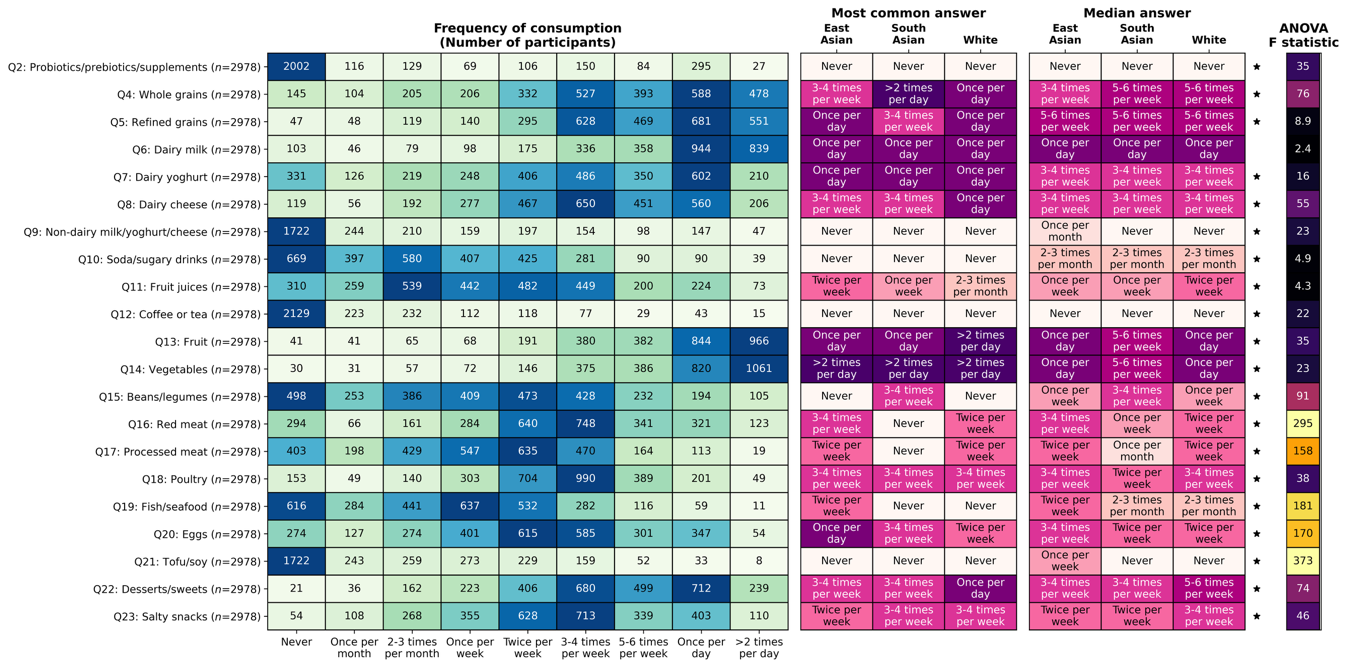 Frequency of consumption
(Number of participants)
Most common answer
Median answer
ANOVA
F statistic
East
Asian
South
Asian
White
East
Asian
South
Asian
White
Q2: Probiotics/prebiotics/supplements (n=2978) 2002 116 129 69 106 150 84 295 27 Never Never Never Never Never Never ★ 35
Q4: Whole grains (n=2978) 145 104 205 206 332 527 393 588 478 3-4 times per week >2 times per day Once per day 3-4 times per week 5-6 times per week 5-6 times per week ★ 76
Q5: Refined grains (n=2978) 47 48 119 140 295 628 469 681 551 Once per day 3-4 times per week Once per day 5-6 times per week 5-6 times per week 5-6 times per week ★ 8.9
Q6: Dairy milk (n=2978) 103 46 79 98 175 336 358 944 839 Once per day Once per day Once per day Once per day Once per day Once per day 2.4
Q7: Dairy yoghurt (n=2978) 331 126 219 248 406 486 350 602 210 Once per day Once per day Once per day 3-4 times per week 3-4 times per week 3-4 times per week ★ 16
Q8: Dairy cheese (n=2978) 119 56 192 277 467 650 451 560 206 3-4 times per week 3-4 times per week Once per day 3-4 times per week 3-4 times per week 3-4 times per week ★ 55
Q9: Non-dairy milk/yoghurt/cheese (n=2978) 1722 244 210 159 197 154 98 147 47 Never Never Never Once per month Never Never ★ 23
Q10: Soda/sugary drinks (n=2978) 669 397 580 407 425 281 90 90 39 Never Never Never 2-3 times per month 2-3 times per month 2-3 times per month ★ 4.9
Q11: Fruit juices (n=2978) 310 259 539 442 482 449 200 224 73 Twice per week Once per week 2-3 times per month Once per week Once per week Twice per week ★ 4.3
Q12: Coffee or tea (n=2978) 2129 223 232 112 118 77 29 43 15 Never Never Never Never Never Never ★ 22
Q13: Fruit (n=2978) 41 41 65 68 191 380 382 844 966 Once per day Once per day >2 times per day Once per day 5-6 times per week Once per day ★ 35
Q14: Vegetables (n=2978) 30 31 57 72 146 375 386 820 1061 >2 times per day >2 times per day >2 times per day Once per day 5-6 times per week Once per day ★ 23
Q15: Beans/legumes (n=2978) 498 253 386 409 473 428 232 194 105 Never 3-4 times per week Never Once per week 3-4 times per week Once per week ★ 91
Q16: Red meat (n=2978) 294 66 161 284 640 748 341 321 123 3-4 times per week Never Twice per week 3-4 times per week Once per week Twice per week ★ 295
Q17: Processed meat (n=2978) 403 198 429 547 635 470 164 113 19 Twice per week Never Twice per week Twice per week Once per month Twice per week ★ 158
Q18: Poultry (n=2978) 153 49 140 303 704 990 389 201 49 3-4 times per week 3-4 times per week 3-4 times per week 3-4 times per week Twice per week 3-4 times per week ★ 38
Q19: Fish/seafood (n=2978) 616 284 441 637 532 282 116 59 11 Twice per week Never Never Twice per week 2-3 times per month 2-3 times per month ★ 181
Q20: Eggs (n=2978) 274 127 274 401 615 585 301 347 54 Once per day 3-4 times per week Twice per week 3-4 times per week Twice per week Twice per week ★ 170
Q21: Tofu/soy (n=2978) 1722 243 259 273 229 159 52 33 8 Never Never Never Once per week Never Never ★ 373
Q22: Desserts/sweets (n=2978) 21 36 162 223 406 680 499 712 239 3-4 times per week 3-4 times per week Once per day 3-4 times per week 3-4 times per week 5-6 times per week ★ 74
Q23: Salty snacks (n=2978) 54 108 268 355 628 713 339 403 110 Twice per week 3-4 times per week 3-4 times per week Twice per week 3-4 times per week 3-4 times per week ★ 46
Never
Once per
month
2-3 times
per month
Once per
week
Twice per
week
3-4 times
per week
5-6 times
per week
Once per
day
>2 times
per day